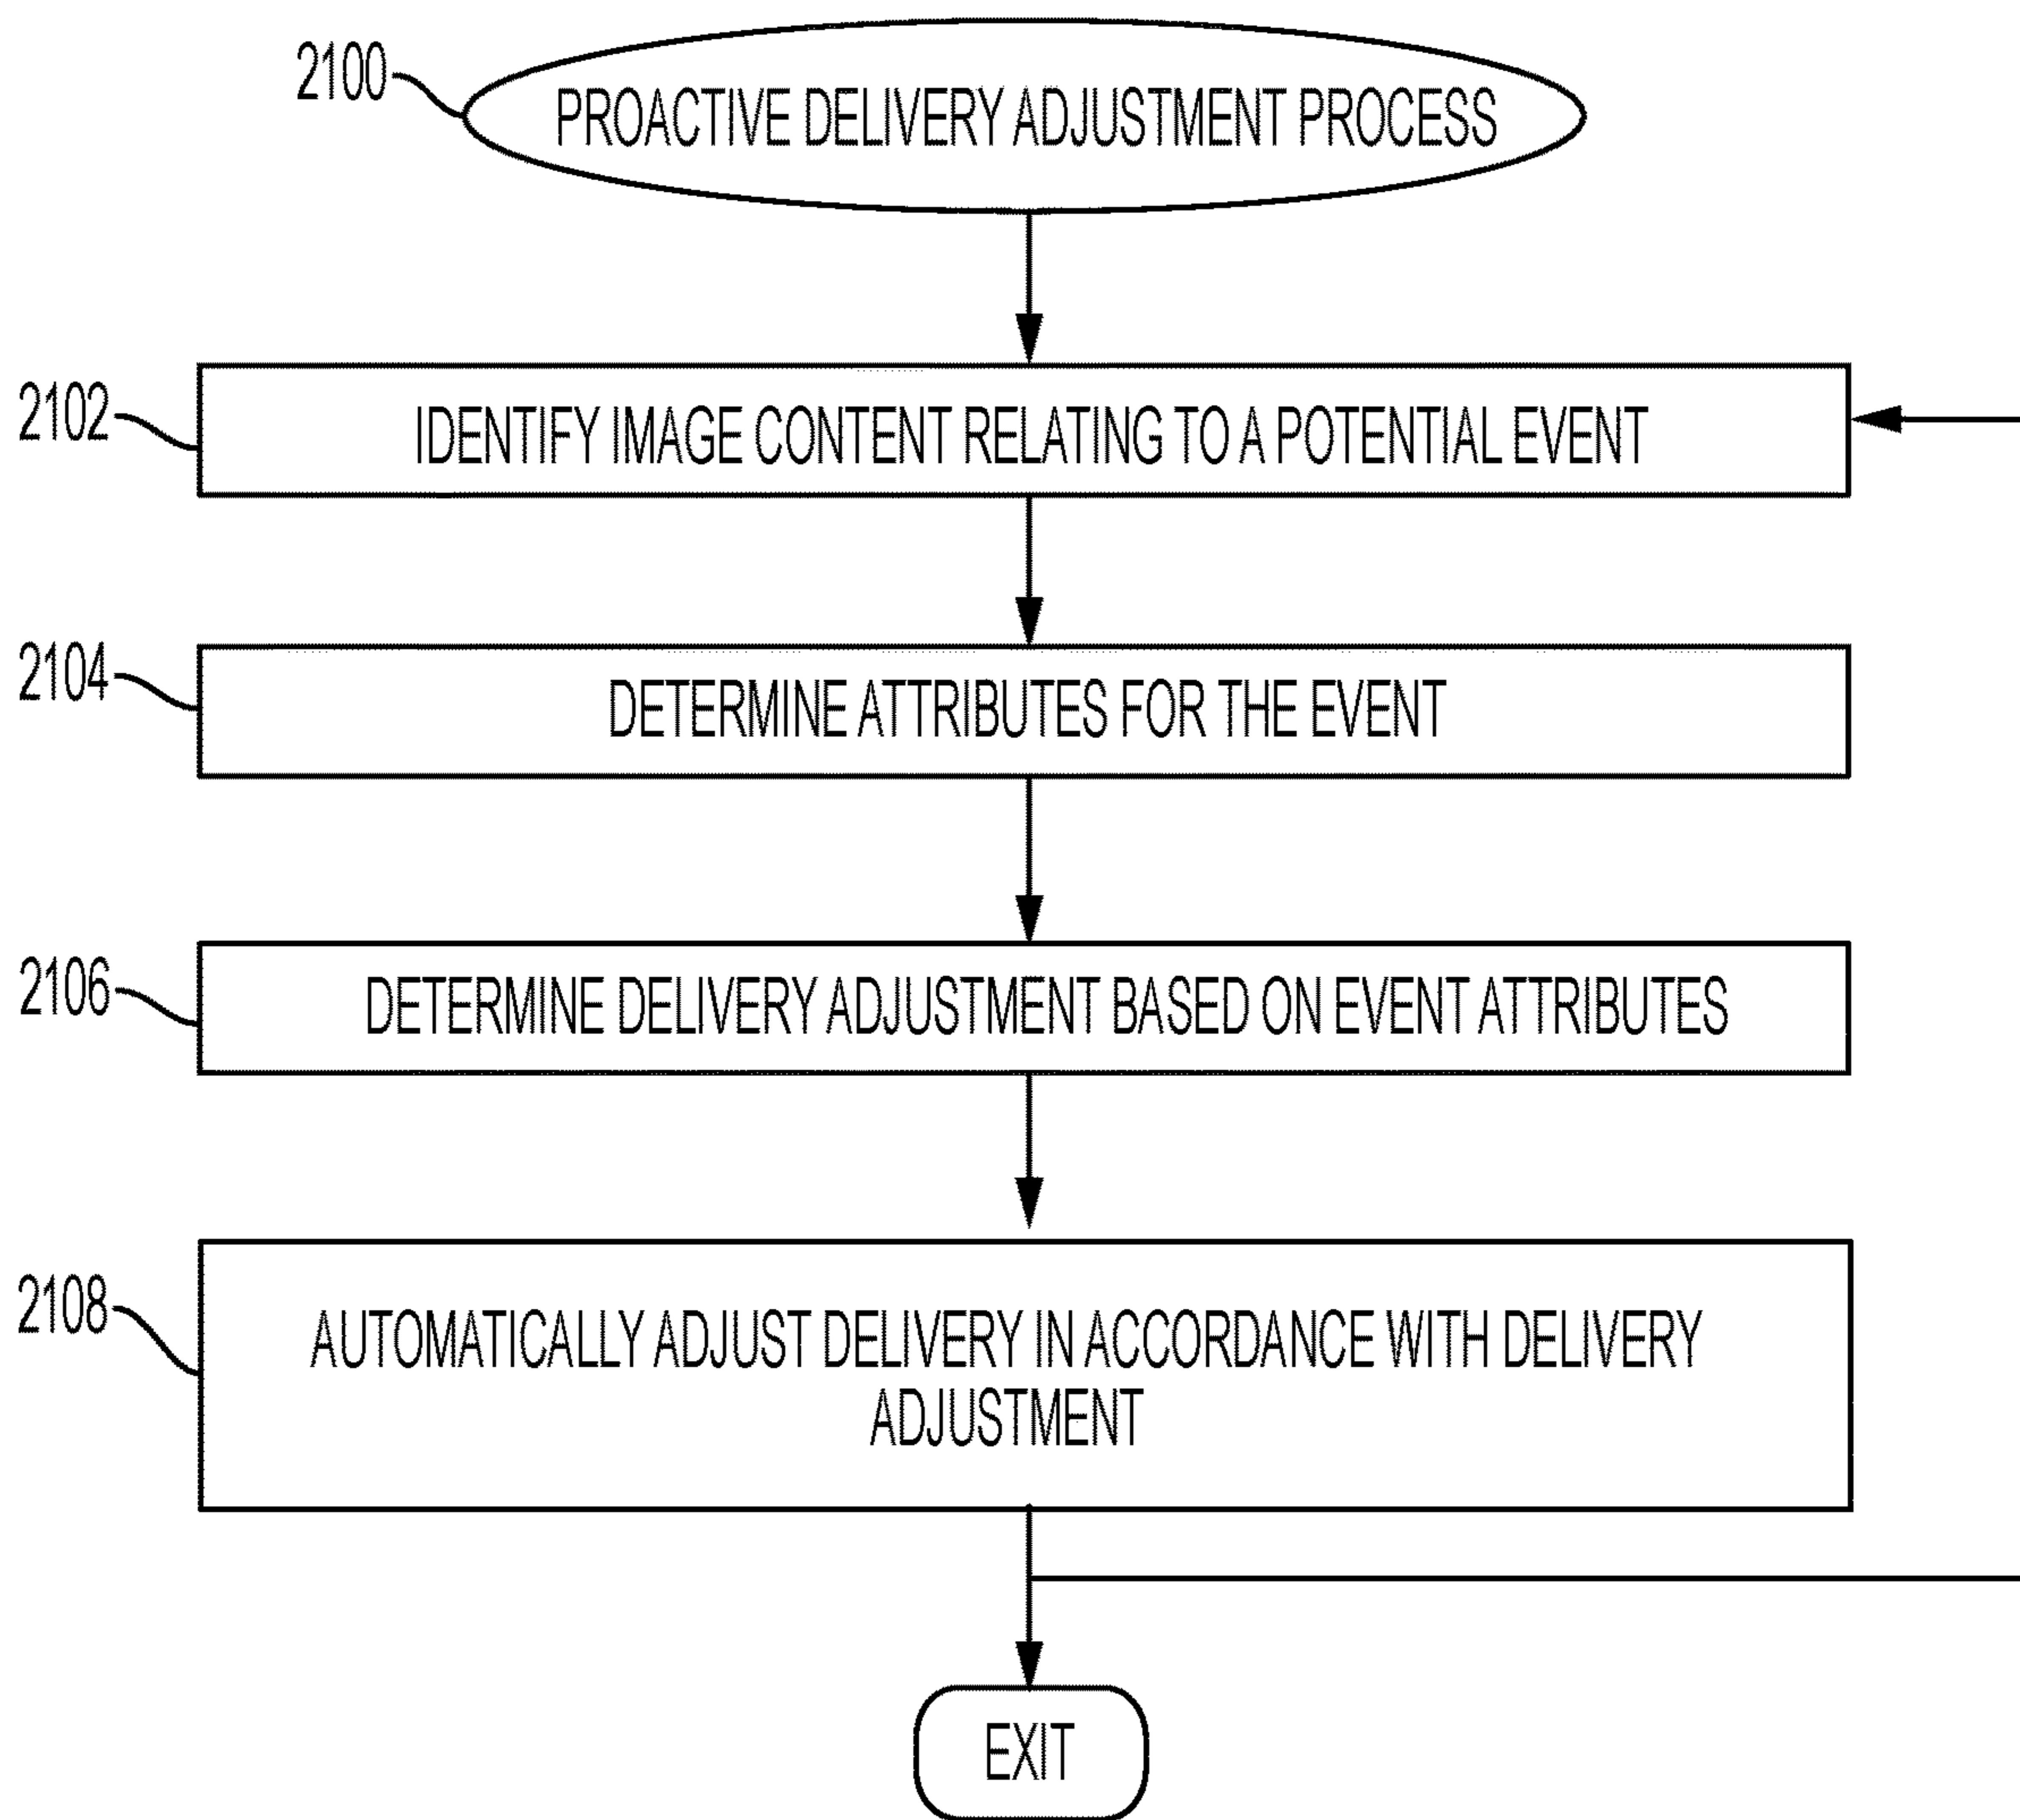 2100
PROACTIVE DELIVERY ADJUSTMENT PROCESS
2102
IDENTIFY IMAGE CONTENT RELATING TO A POTENTIAL EVENT
2104
DETERMINE ATTRIBUTES FOR THE EVENT
2106
DETERMINE DELIVERY ADJUSTMENT BASED ON EVENT ATTRIBUTES
2108
AUTOMATICALLY ADJUST DELIVERY IN ACCORDANCE WITH DELIVERY
ADJUSTMENT
EXIT